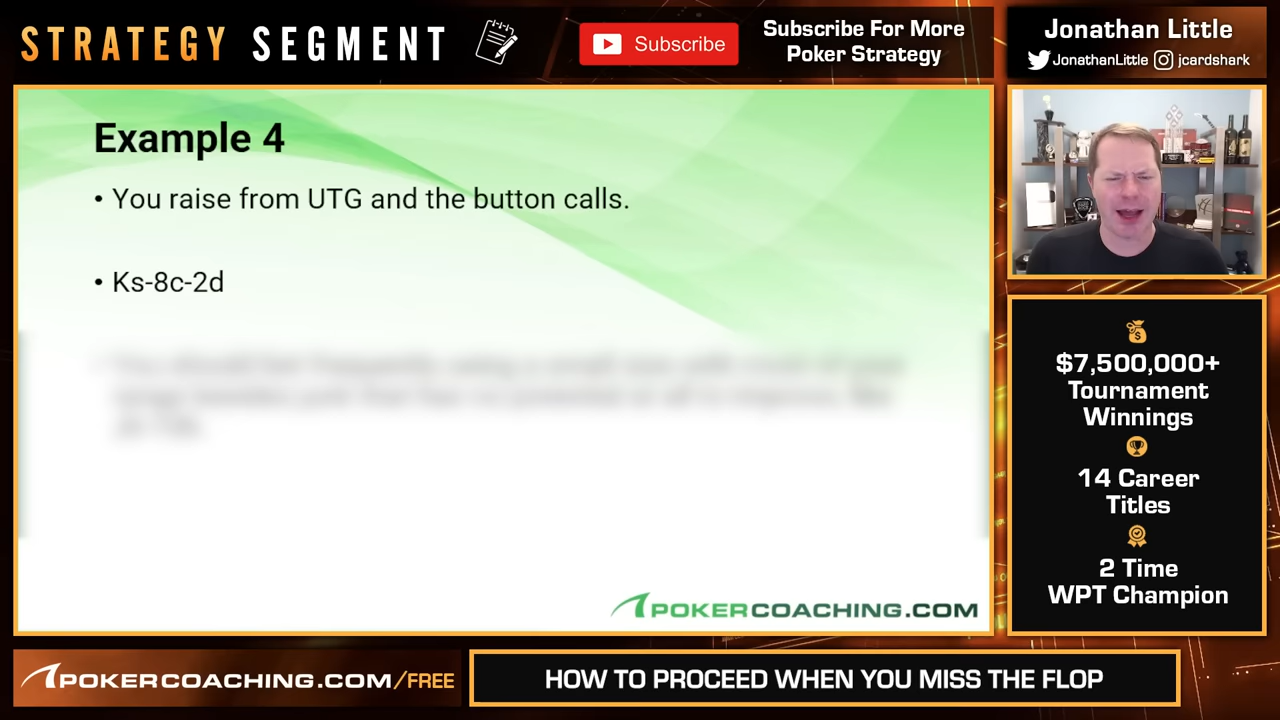 STRATEGY SEGMENT
Subscribe
Subscribe For More
Poker Strategy
Jonathan Little
JonathanLittle jcardshark
Example 4
• You raise from UTG and the button calls.
• Ks-8c-2d
POKERCOACHING.COM
$7,500,000+
Tournament
Winnings
14 Career
Titles
2 Time
WPT Champion
POKERCOACHING.COM/FREE
HOW TO PROCEED WHEN YOU MISS THE FLOP